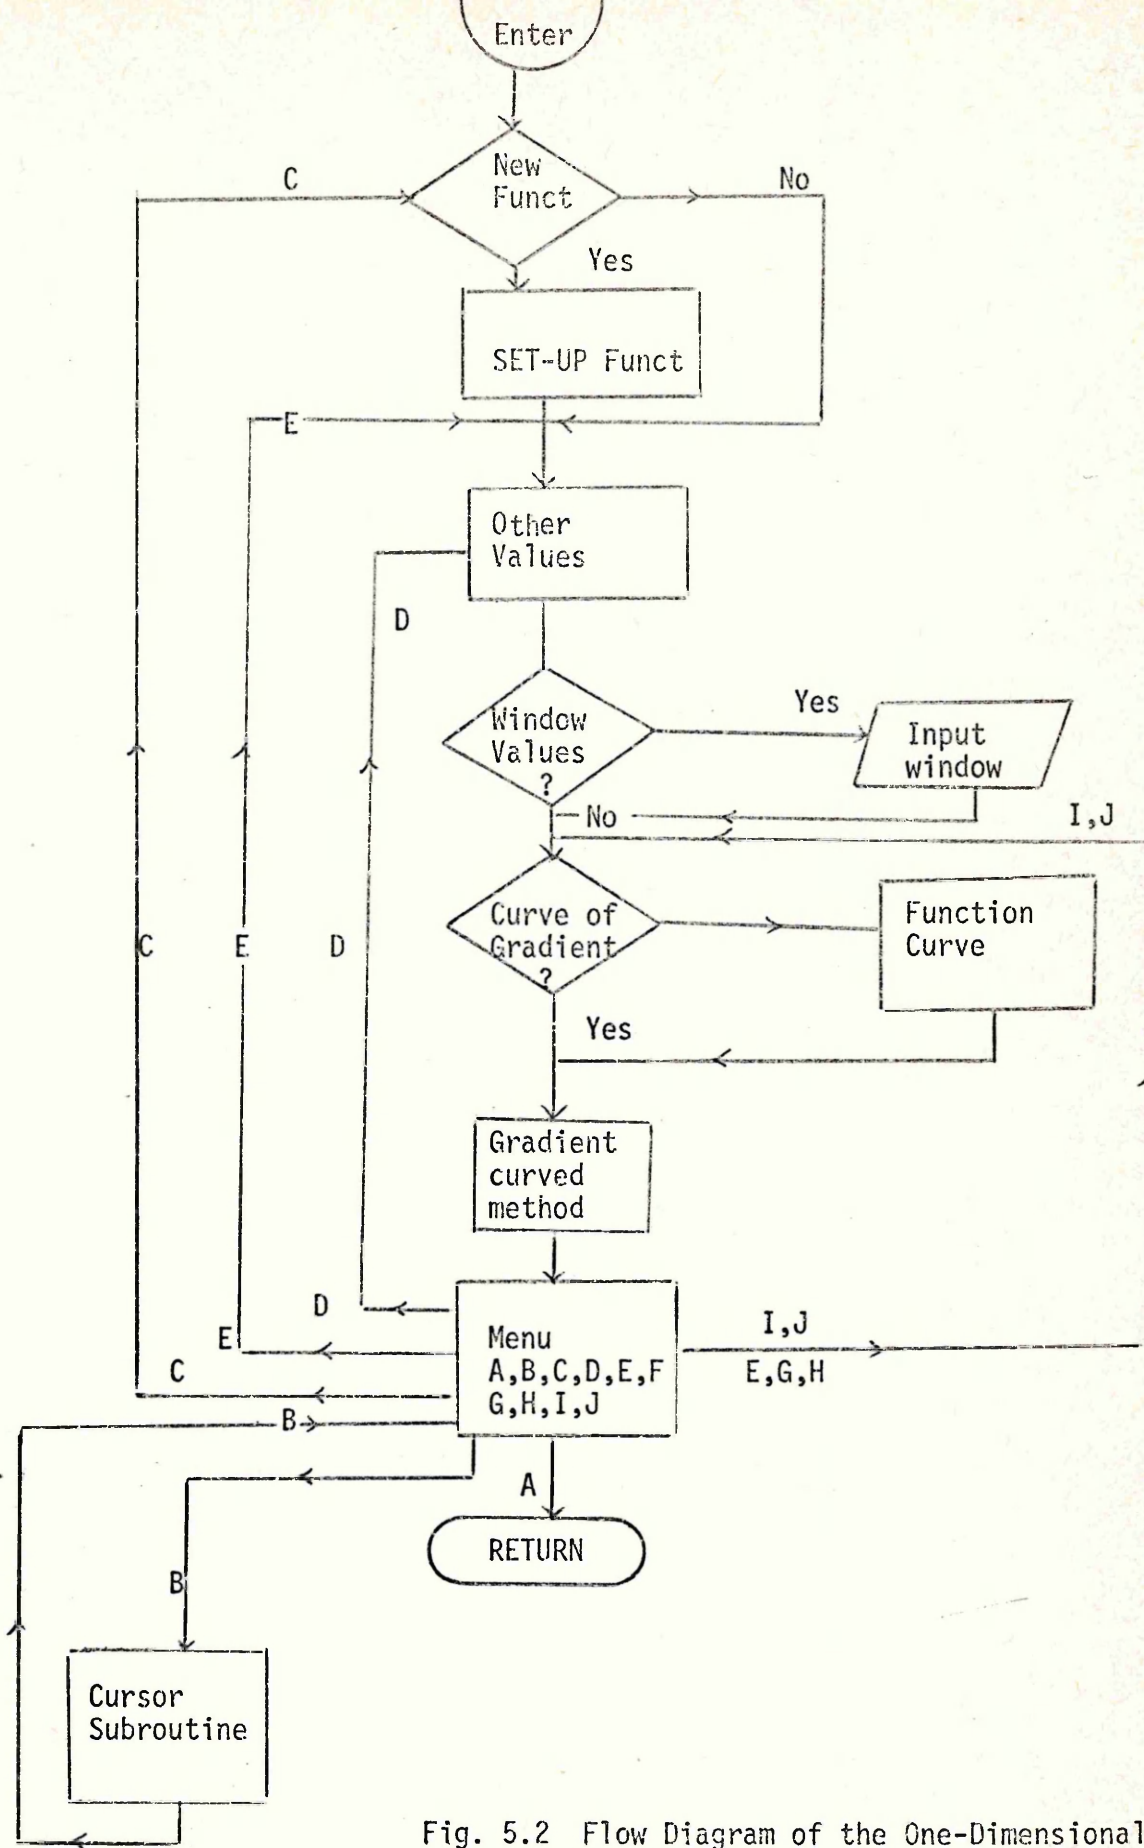 Enter
New
Funct
C
No
Yes
SET-UP Funct
E
Other
Values
D
Window
Values
?
Yes
Input
window
No
I,J
Curve of
Gradient
?
Function
Curve
C
E
D
Yes
Gradient
curved
method
D
E
C
Menu
A,B,C,D,E,F
G,H,I,J
I,J
E,G,H
B
A
RETURN
B
Cursor
Subroutine
Fig. 5.2 Flow Diagram of the One-Dimensional